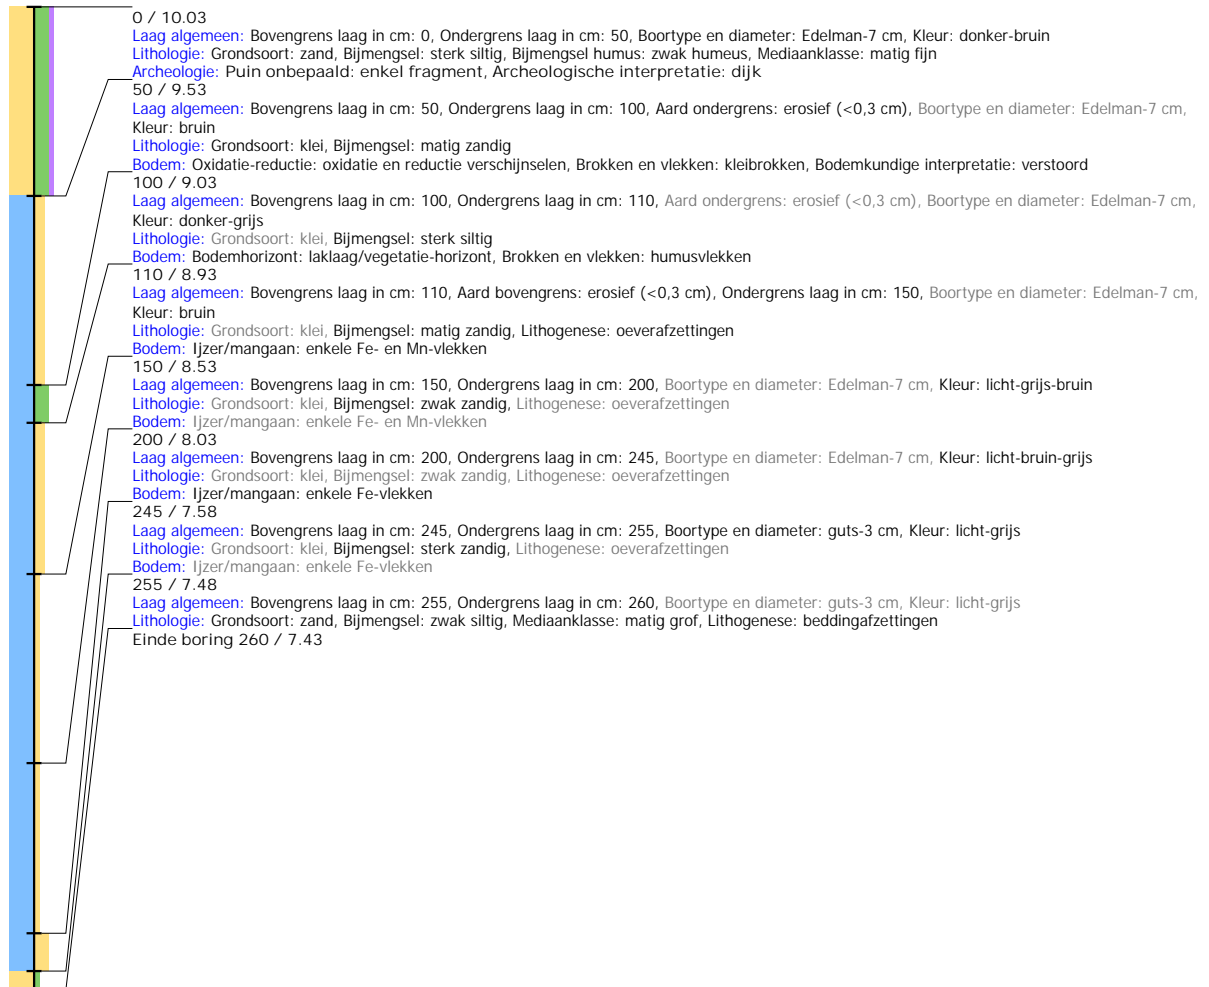 0 / 10.03
Laag algemeen: Bovengrens laag in cm: 0, Ondergrens laag in cm: 50, Boortype en diameter: Edelman-7 cm, Kleur: donker-bruin
Lithologie: Grondsoort: zand, Bijmengsel: sterk siltig, Bijmengsel humus: zwak humeus, Mediaanklasse: matig fijn
Archeologie: Puin onbepaald: enkel fragment, Archeologische interpretatie: dijk
50 / 9.53
Laag algemeen: Bovengrens laag in cm: 50, Ondergrens laag in cm: 100, Aard ondergrens: erosief (<0,3 cm), Boortype en diameter: Edelman-7 cm,
Kleur: bruin
Lithologie: Grondsoort: klei, Bijmengsel: matig zandig
Bodem: Oxidatie-reductie: oxidatie en reductie verschijnselen, Brokken en vlekken: kleibrokken, Bodemkundige interpretatie: verstoord
100 / 9.03
Laag algemeen: Bovengrens laag in cm: 100, Ondergrens laag in cm: 110, Aard ondergrens: erosief (<0,3 cm), Boortype en diameter: Edelman-7 cm,
Kleur: donker-grijs
Lithologie: Grondsoort: klei, Bijmengsel: sterk siltig
Bodem: Bodemhorizont: laklaag/vegetatie-horizont, Brokken en vlekken: humusvlekken
110 / 8.93
Laag algemeen: Bovengrens laag in cm: 110, Aard bovengrens: erosief (<0,3 cm), Ondergrens laag in cm: 150, Boortype en diameter: Edelman-7 cm,
Kleur: bruin
Lithologie: Grondsoort: klei, Bijmengsel: matig zandig, Lithogenese: oeverafzettingen
Bodem: Ijzer/mangaan: enkele Fe- en Mn-vlekken
150 / 8.53
Laag algemeen: Bovengrens laag in cm: 150, Ondergrens laag in cm: 200, Boortype en diameter: Edelman-7 cm, Kleur: licht-grijs-bruin
Lithologie: Grondsoort: klei, Bijmengsel: zwak zandig, Lithogenese: oeverafzettingen
Bodem: Ijzer/mangaan: enkele Fe- en Mn-vlekken
200 / 8.03
Laag algemeen: Bovengrens laag in cm: 200, Ondergrens laag in cm: 245, Boortype en diameter: Edelman-7 cm, Kleur: licht-bruin-grijs
Lithologie: Grondsoort: klei, Bijmengsel: zwak zandig, Lithogenese: oeverafzettingen
Bodem: Ijzer/mangaan: enkele Fe-vlekken
245 / 7.58
Laag algemeen: Bovengrens laag in cm: 245, Ondergrens laag in cm: 255, Boortype en diameter: guts-3 cm, Kleur: licht-grijs
Lithologie: Grondsoort: klei, Bijmengsel: sterk zandig, Lithogenese: oeverafzettingen
Bodem: Ijzer/mangaan: enkele Fe-vlekken
255 / 7.48
Laag algemeen: Bovengrens laag in cm: 255, Ondergrens laag in cm: 260, Boortype en diameter: guts-3 cm, Kleur: licht-grijs
Lithologie: Grondsoort: zand, Bijmengsel: zwak siltig, Mediaanklasse: matig grof, Lithogenese: beddingafzettingen
Einde boring 260 / 7.43